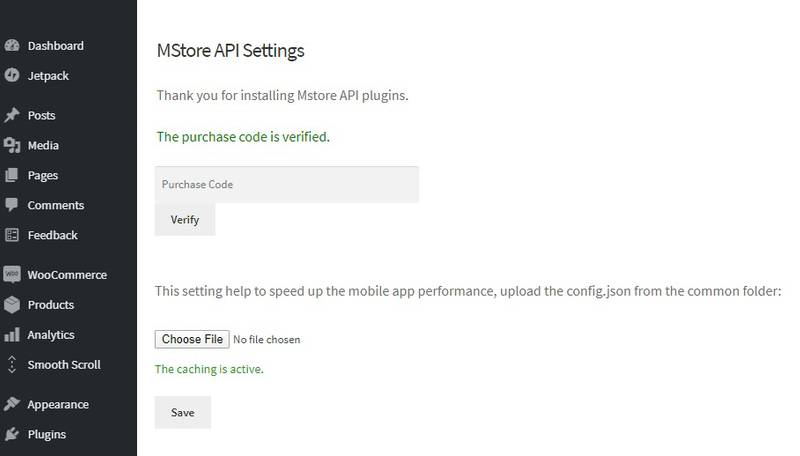 Dashboard
Jetpack
Posts
Media
Pages
Comments
Feedback
WOO
WooCommerce
Products
Analytics
Smooth Scroll
Appearance
Plugins
MStore API Settings
Thank you for installing Mstore API plugins.
The purchase code is verified.
Purchase Code
Verify
This setting help to speed up the mobile app performance, upload the config.json from the common folder:
Choose File No file chosen
The caching is active.
Save